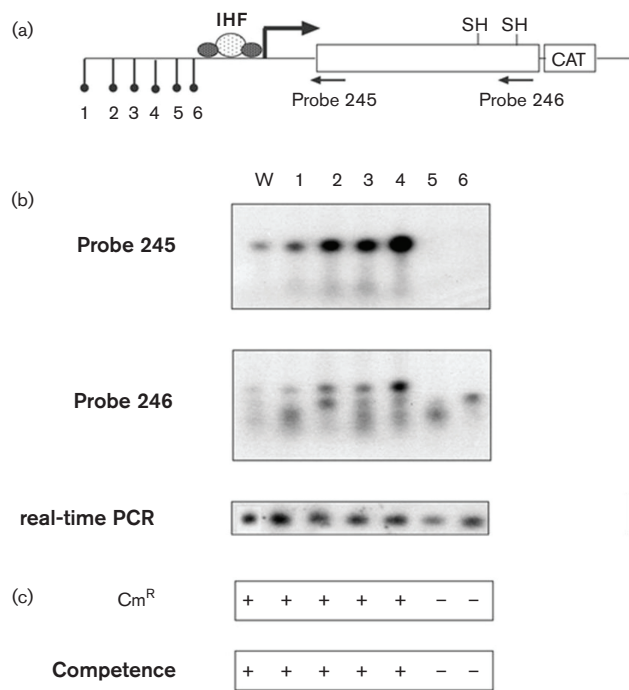 (a)
IHF
SH SH
CAT
Probe 245 Probe 246
1 2 3 4 5 6
W 1 2 3 4 5 6
(b)
Probe 245
Probe 246
real-time PCR
(c) CmR + + + + + − −
Competence + + + + + − −